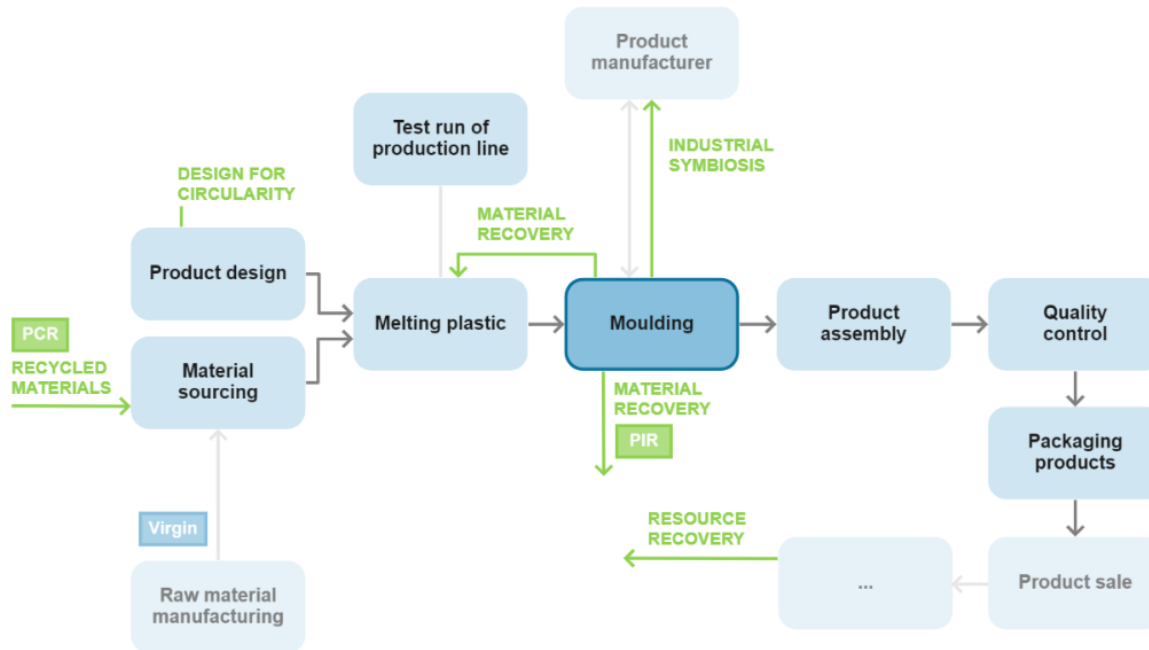 Product
manufacturer
Test run of
production line
INDUSTRIAL
SYMBIOSIS
DESIGN FOR
CIRCULARITY
MATERIAL
RECOVERY
Product design
Melting plastic
Moulding
Product
assembly
Quality
control
PCR
RECYCLED
MATERIALS
Material
sourcing
MATERIAL
RECOVERY
PIR
Packaging
products
Virgin
RESOURCE
RECOVERY
Raw material
manufacturing
...
Product sale